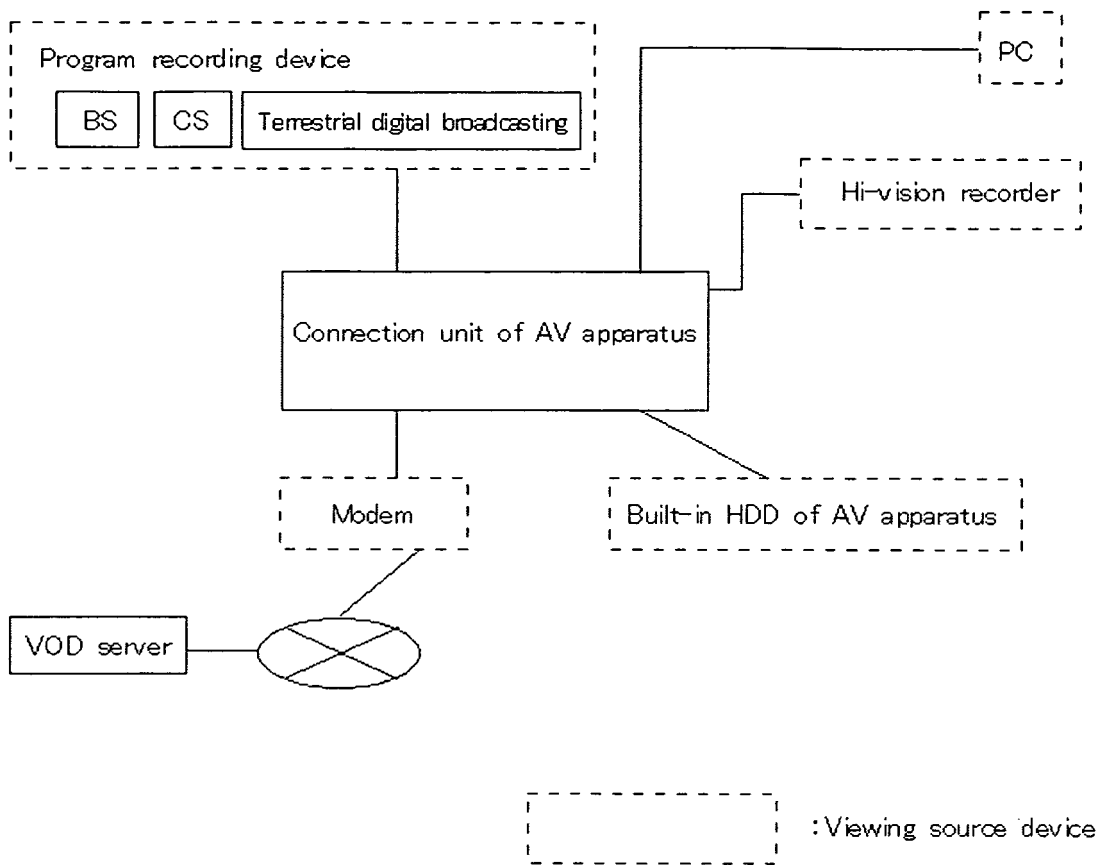 Program recording device
PC
BS
CS
Terrestrial digital broadcasting
Hi-vision recorder
Connection unit of AV apparatus
Modem
Built-in HDD of AV apparatus
VOD server
:Viewing source device